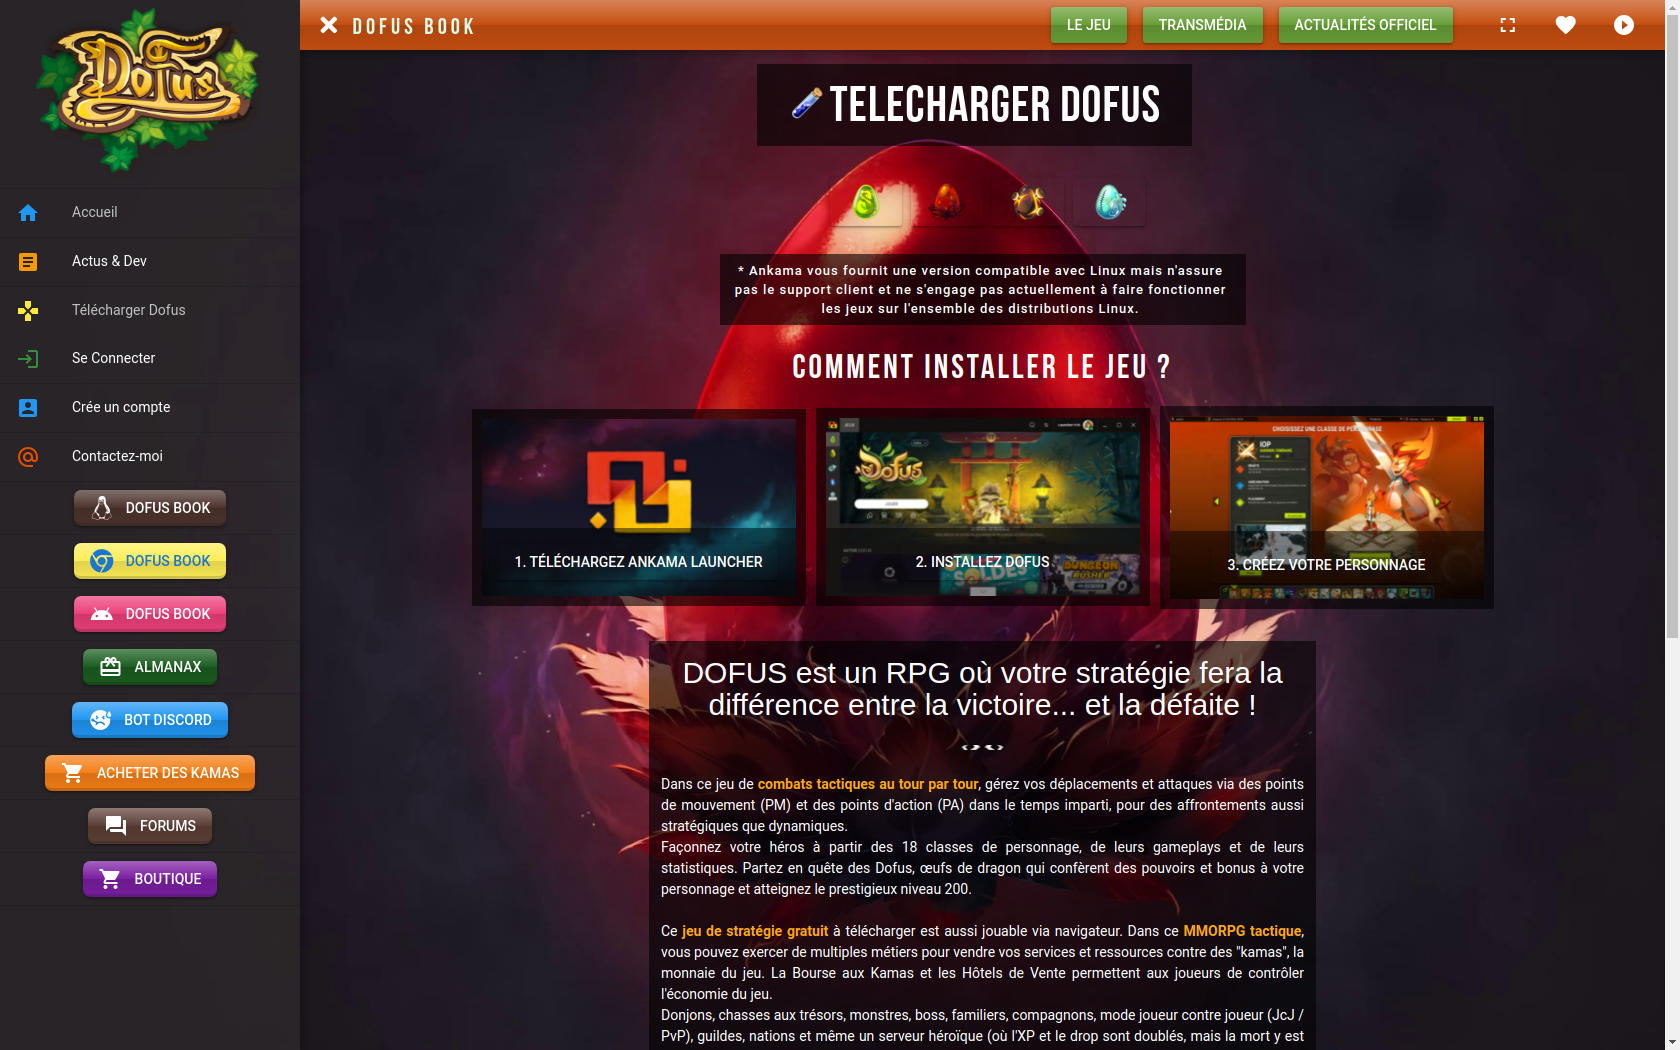 Dofus
Accueil
Actus & Dev
Télécharger Dofus
Se Connecter
Crée un compte
Contactez-moi
DOFUS BOOK
DOFUS BOOK
DOFUS BOOK
ALMANAX
BOT DISCORD
ACHETER DES KAMAS
FORUMS
BOUTIQUE
DOFUS BOOK
LE JEU
TRANSMÉDIA
ACTUALITÉS OFFICIEL
TELECHARGER DOFUS
* Ankama vous fournit une version compatible avec Linux mais n'assure
pas le support client et ne s'engage pas actuellement à faire fonctionner
les jeux sur l'ensemble des distributions Linux.
COMMENT INSTALLER LE JEU ?
1. TÉLÉCHARGEZ ANKAMA LAUNCHER
Dofus
SOLDES
DUNGEON
2. INSTALLEZ DOFUS
CHOISISSEZ UNE CLASSE DE PERSONNAGE
IOP
3. CRÉEZ VOTRE PERSONNAGE
DOFUS est un RPG où votre stratégie fera la
différence entre la victoire... et la défaite !
Dans ce jeu de combats tactiques au tour par tour, gérez vos déplacements et attaques via des points
de mouvement (PM) et des points d'action (PA) dans le temps imparti, pour des affrontements aussi
stratégiques que dynamiques.
Façonnez votre héros à partir des 18 classes de personnage, de leurs gameplays et de leurs
statistiques. Partez en quête des Dofus, œufs de dragon qui confèrent des pouvoirs et bonus à votre
personnage et atteignez le prestigieux niveau 200.
Ce jeu de stratégie gratuit à télécharger est aussi jouable via navigateur. Dans ce MMORPG tactique,
vous pouvez exercer de multiples métiers pour vendre vos services et ressources contre des "kamas", la
monnaie du jeu. La Bourse aux Kamas et les Hôtels de Vente permettent aux joueurs de contrôler
l'économie du jeu.
Donjons, chasses aux trésors, monstres, boss, familiers, compagnons, mode joueur contre joueur (JcJ /
PvP), guildes, nations et même un serveur héroïque (où l'XP et le drop sont doublés, mais la mort y est